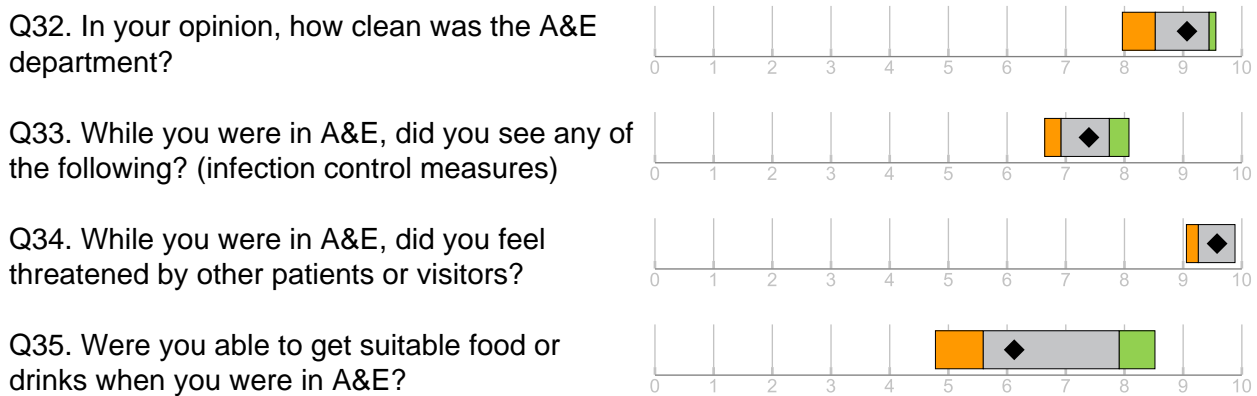 Q32. In your opinion, how clean was the A&E
department?
0 1 2 3 4 5 6 7 8 9 10
Q33. While you were in A&E, did you see any of
the following? (infection control measures)
0 1 2 3 4 5 6 7 8 9 10
Q34. While you were in A&E, did you feel
threatened by other patients or visitors?
0 1 2 3 4 5 6 7 8 9 10
Q35. Were you able to get suitable food or
drinks when you were in A&E?
0 1 2 3 4 5 6 7 8 9 10